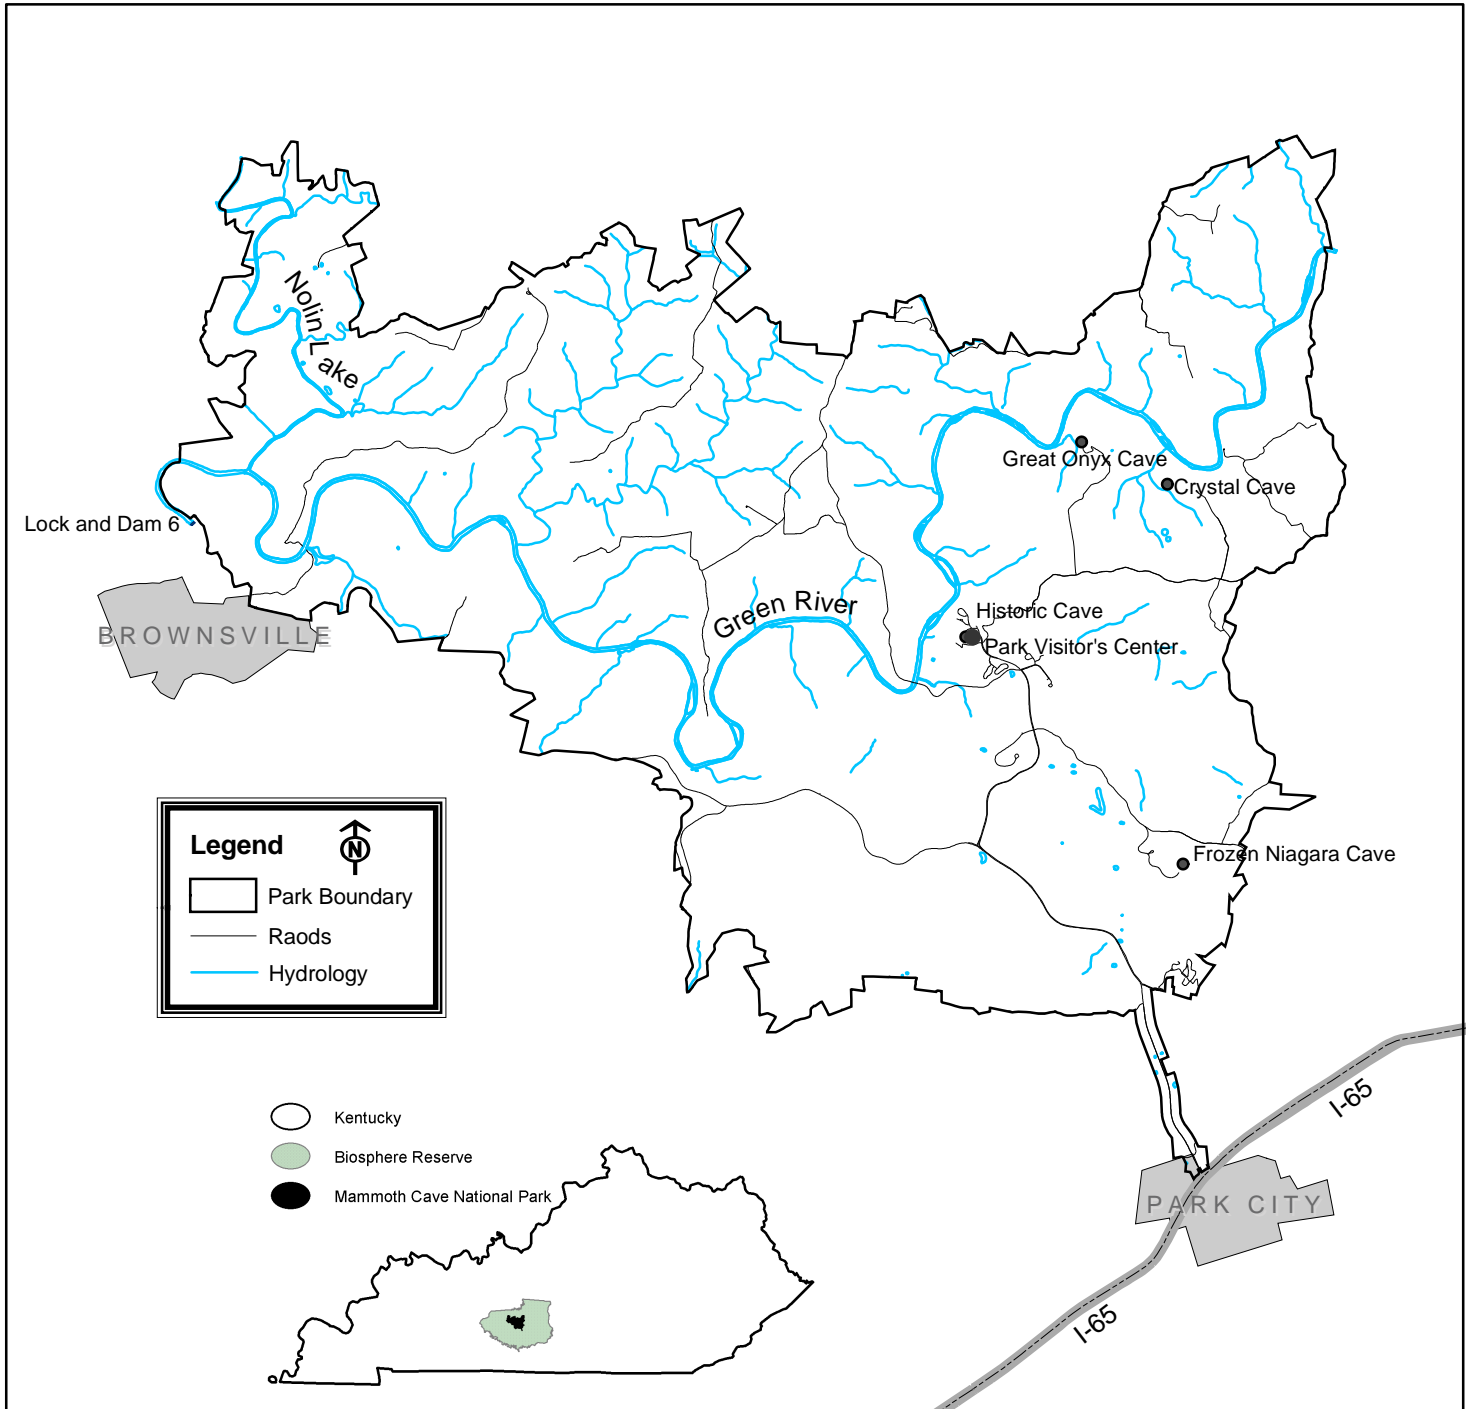 Nolin Lake
Great Onyx Cave
Crystal Cave
Lock and Dam 6
Green River
Historic Cave
BROWNSVILLE
Park Visitor's Center
Legend
N
Park Boundary
Raods
Hydrology
Frozen Niagara Cave
I-65
Kentucky
Biosphere Reserve
Mammoth Cave National Park
PARK CITY
I-65